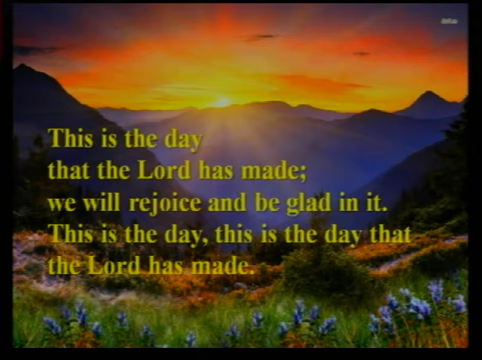 This is the day
that the Lord has made;
we will rejoice and be glad in it.
This is the day, this is the day that
the Lord has made.